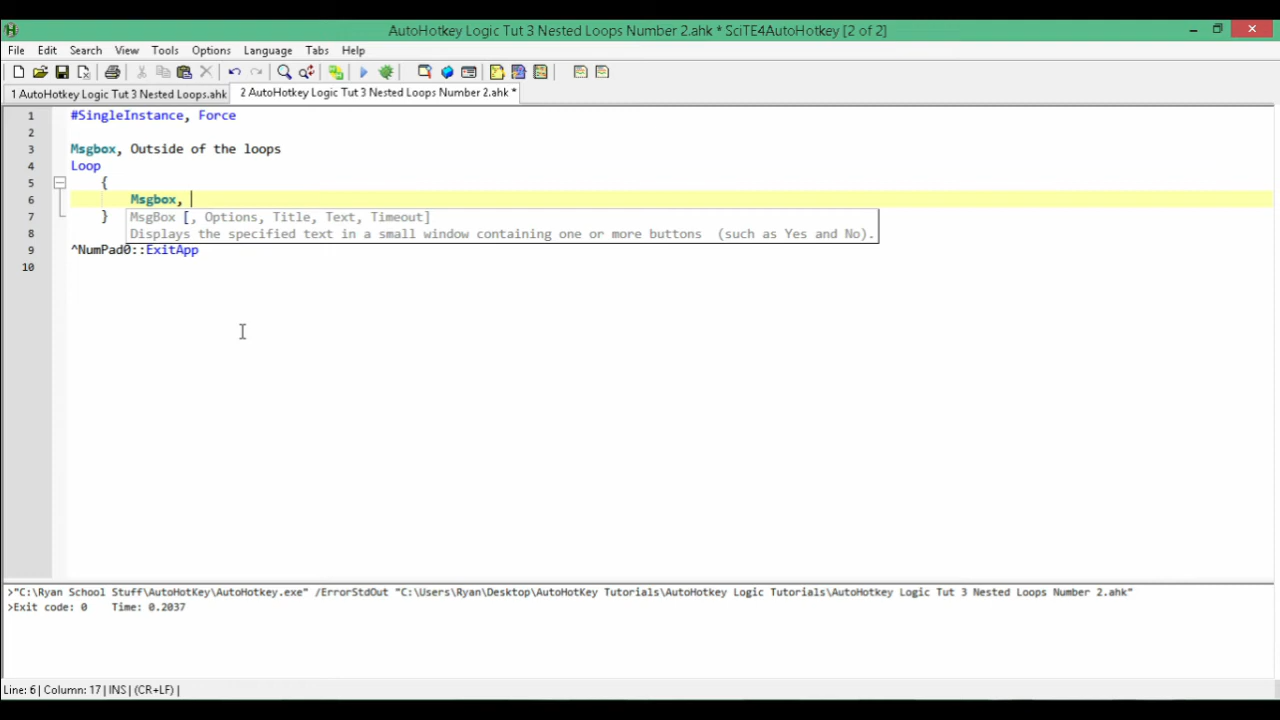 AutoHotkey Logic Tut 3 Nested Loops Number 2.ahk * SciTE4AutoHotkey [2 of 2]
File Edit Search View Tools Options Language Tabs Help
1 AutoHotkey Logic Tut 3 Nested Loops.ahk 2 AutoHotkey Logic Tut 3 Nested Loops Number 2.ahk *
1 #SingleInstance, Force
2
3 Msgbox, Outside of the loops
4 Loop
5 {
6 Msgbox,
7 } MsgBox [, Options, Title, Text, Timeout]
8 Displays the specified text in a small window containing one or more buttons (such as Yes and No).
9 ^NumPad0::ExitApp
10
>"C:\Ryan School Stuff\AutoHotKey\AutoHotkey.exe" /ErrorStdOut "C:\Users\Ryan\Desktop\AutoHotKey Tutorials\AutoHotkey Logic Tutorials\AutoHotkey Logic Tut 3 Nested Loops Number 2.ahk"
>Exit code: 0 Time: 0.2037
Line: 6 | Column: 17 | INS | (CR+LF) |